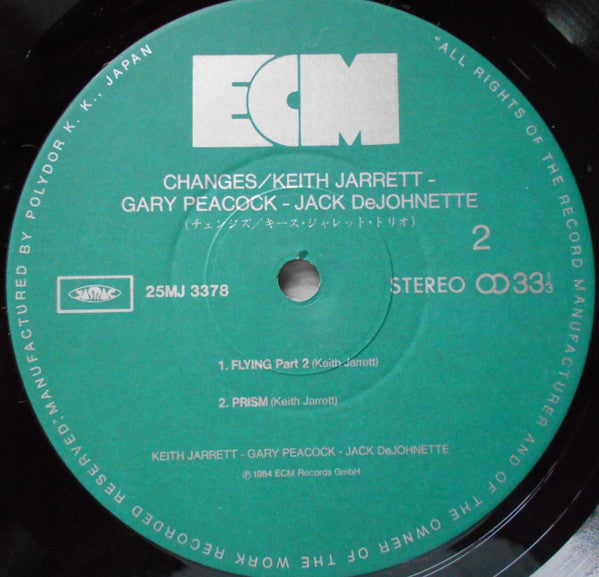 ECM
CHANGES/KEITH JARRETT -
GARY PEACOCK - JACK DeJOHNETTE
(チェンジズ/キース・ジャレット・トリオ)
2
JASRAC
25MJ 3378
STEREO 33 1/3
1. FLYING Part 2 (Keith Jarrett)
2. PRISM (Keith Jarrett)
KEITH JARRETT - GARY PEACOCK - JACK DeJOHNETTE
℗ 1984 ECM Records GmbH
"ALL RIGHTS OF THE RECORD MANUFACTURER AND OF THE OWNER OF THE WORK RECORDED RESERVED" MANUFACTURED BY POLYDOR K. K., JAPAN